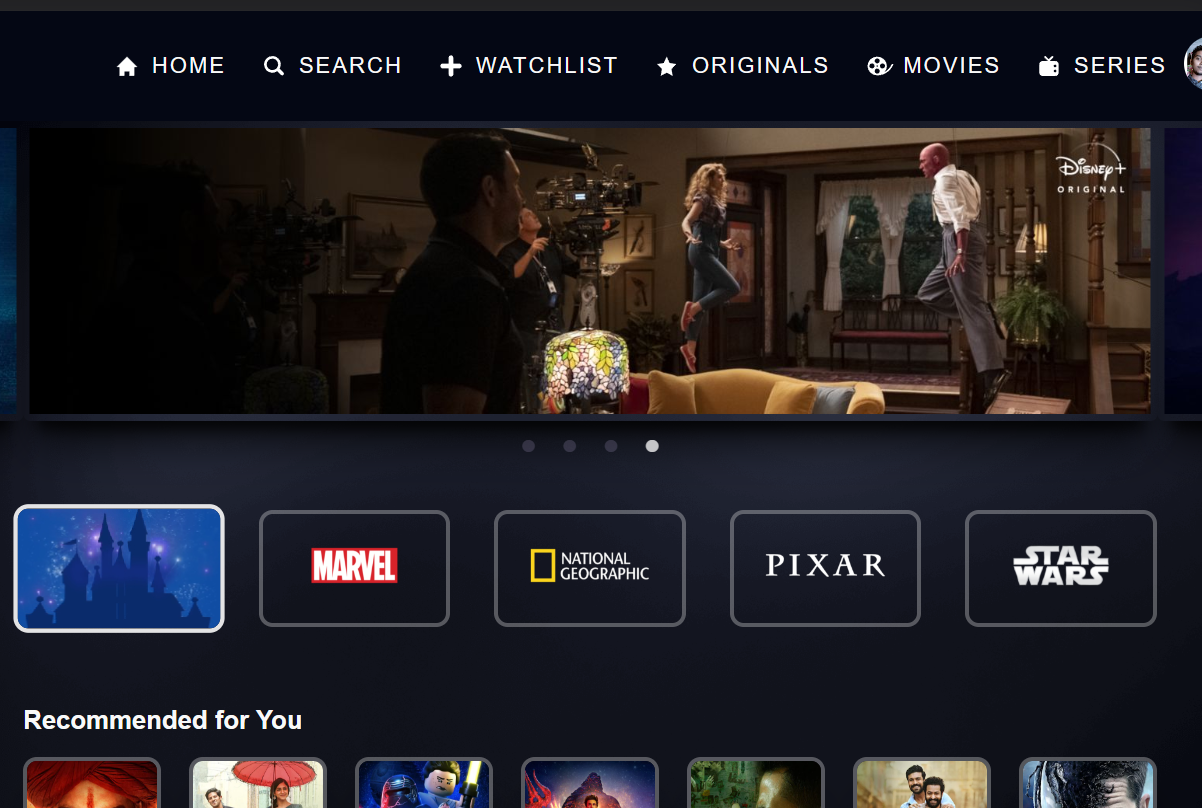 HOME SEARCH WATCHLIST ORIGINALS MOVIES SERIES
Disney+
ORIGINAL
MARVEL
NATIONAL
GEOGRAPHIC
PIXAR
STAR
WARS
Recommended for You